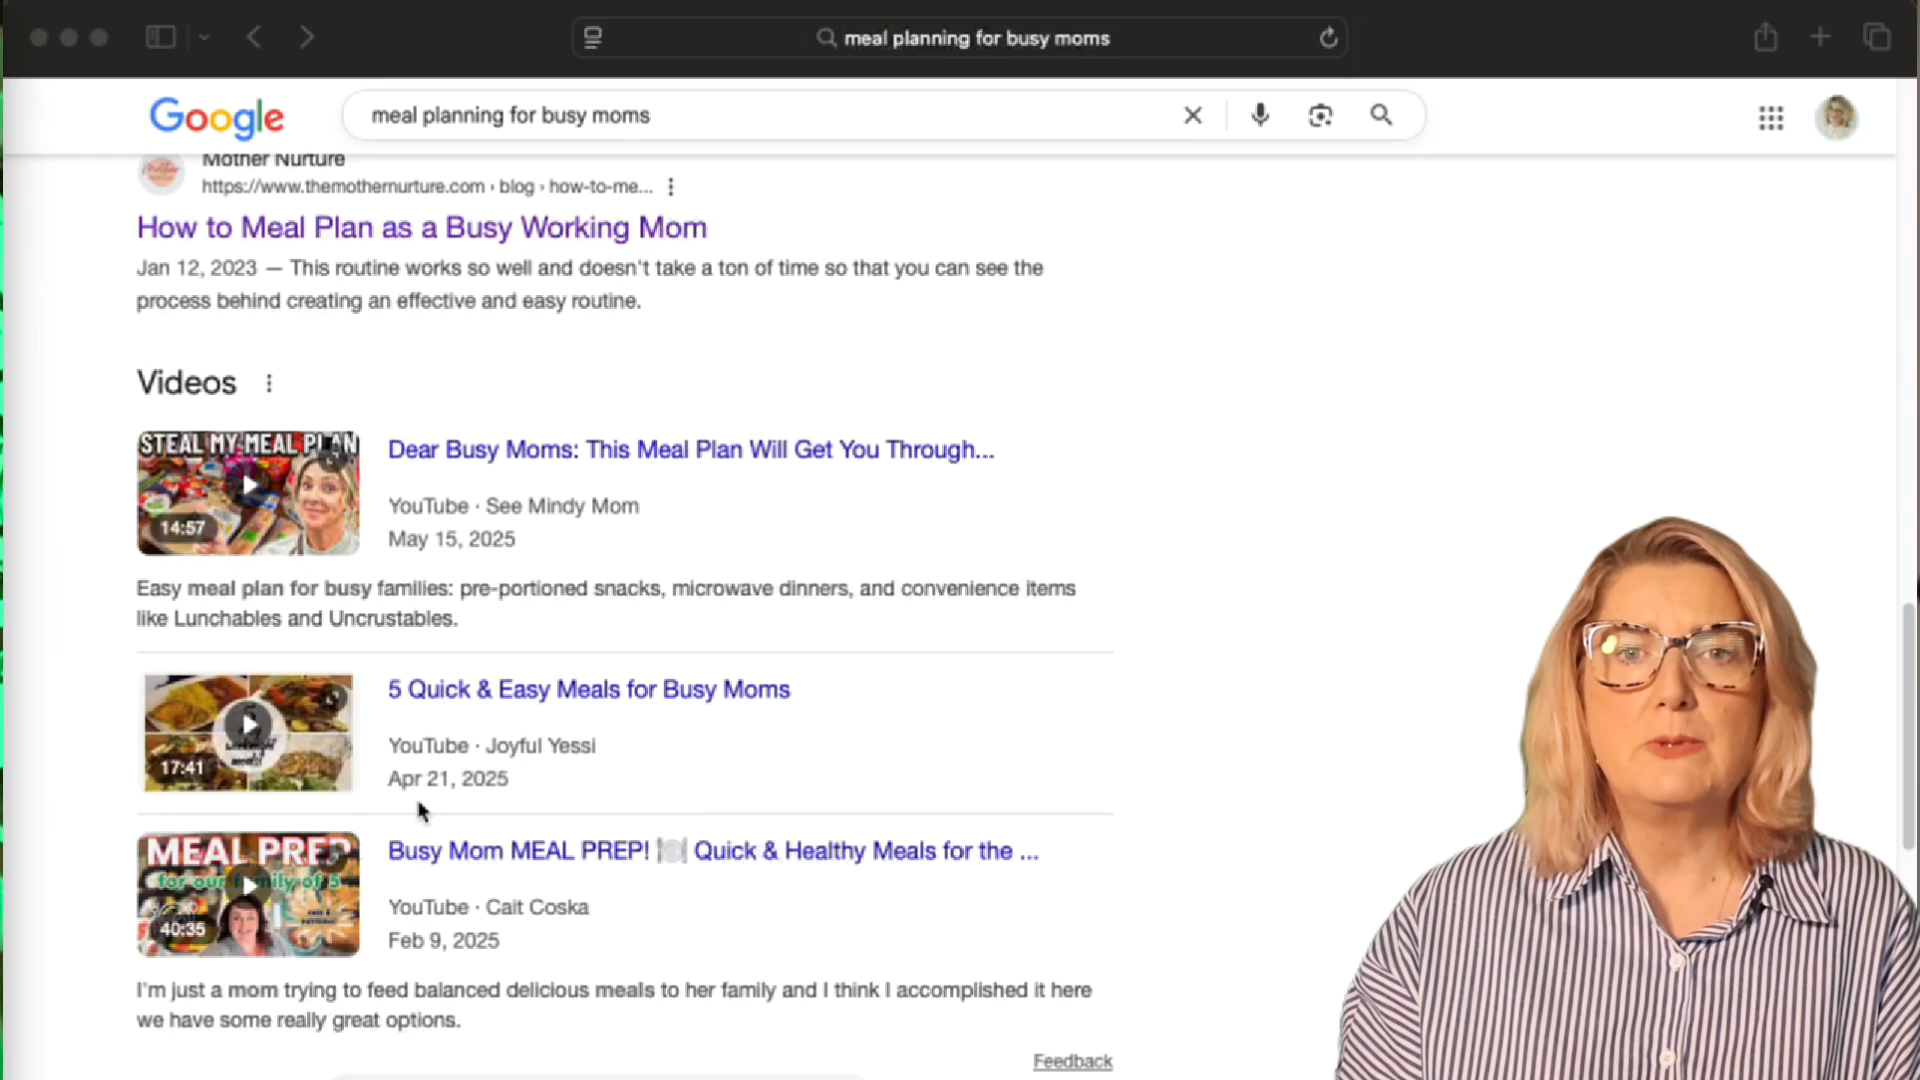 meal planning for busy moms
Google
meal planning for busy moms
Mother Nurture
https://www.themothernurture.com › blog › how-to-me...
How to Meal Plan as a Busy Working Mom
Jan 12, 2023 — This routine works so well and doesn't take a ton of time so that you can see the
process behind creating an effective and easy routine.
Videos
STEAL MY MEAL PLAN
14:57
Dear Busy Moms: This Meal Plan Will Get You Through...
YouTube · See Mindy Mom
May 15, 2025
Easy meal plan for busy families: pre-portioned snacks, microwave dinners, and convenience items
like Lunchables and Uncrustables.
17:41
5 Quick & Easy Meals for Busy Moms
YouTube · Joyful Yessi
Apr 21, 2025
MEAL PREP
for our family of 5
40:35
Busy Mom MEAL PREP! 🍽️ Quick & Healthy Meals for the ...
YouTube · Cait Coska
Feb 9, 2025
I'm just a mom trying to feed balanced delicious meals to her family and I think I accomplished it here
we have some really great options.
Feedback